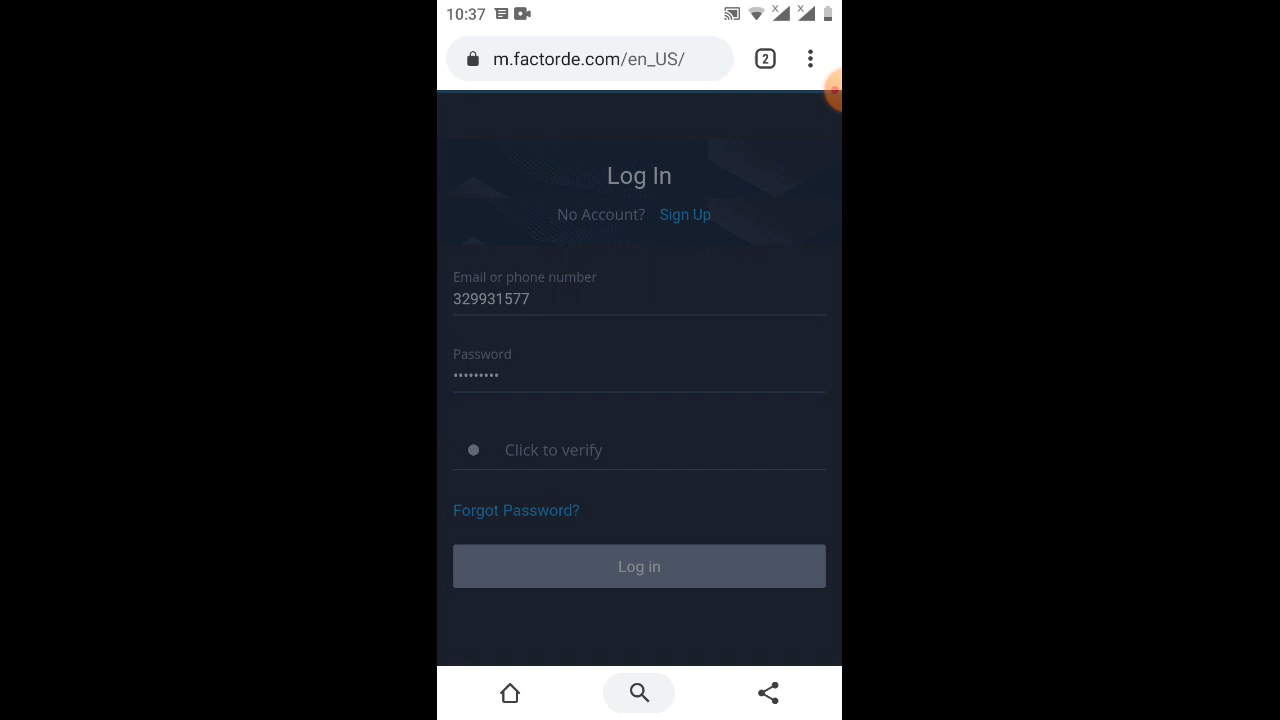 10:37
m.factorde.com/en_US/
2
Log In
No Account? Sign Up
Email or phone number
329931577
Password
•••••••••
Click to verify
Forgot Password?
Log in